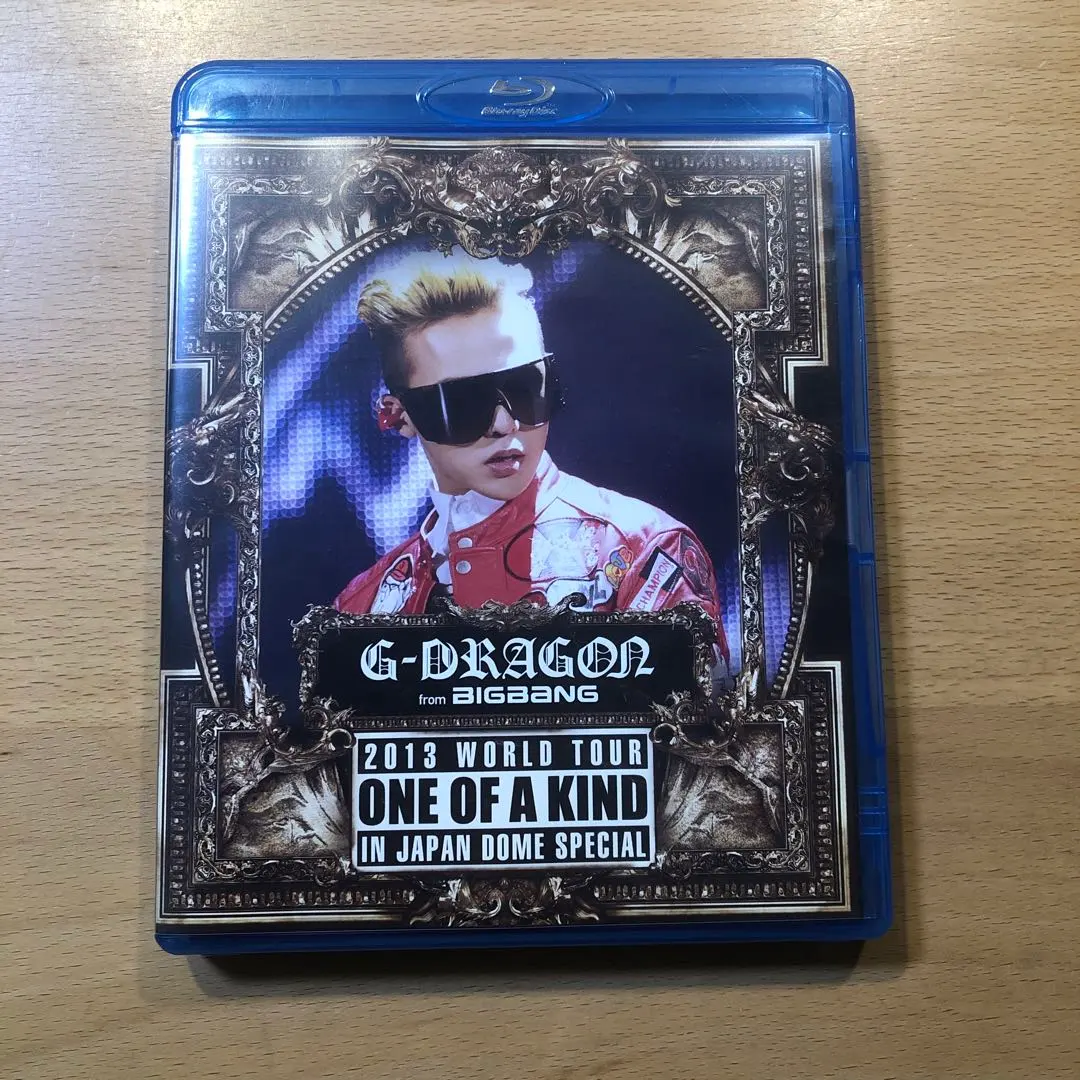 Blu-ray Disc
CHAMPION
G-DRAGON
from BIGBANG
2013 WORLD TOUR
ONE OF A KIND
IN JAPAN DOME SPECIAL